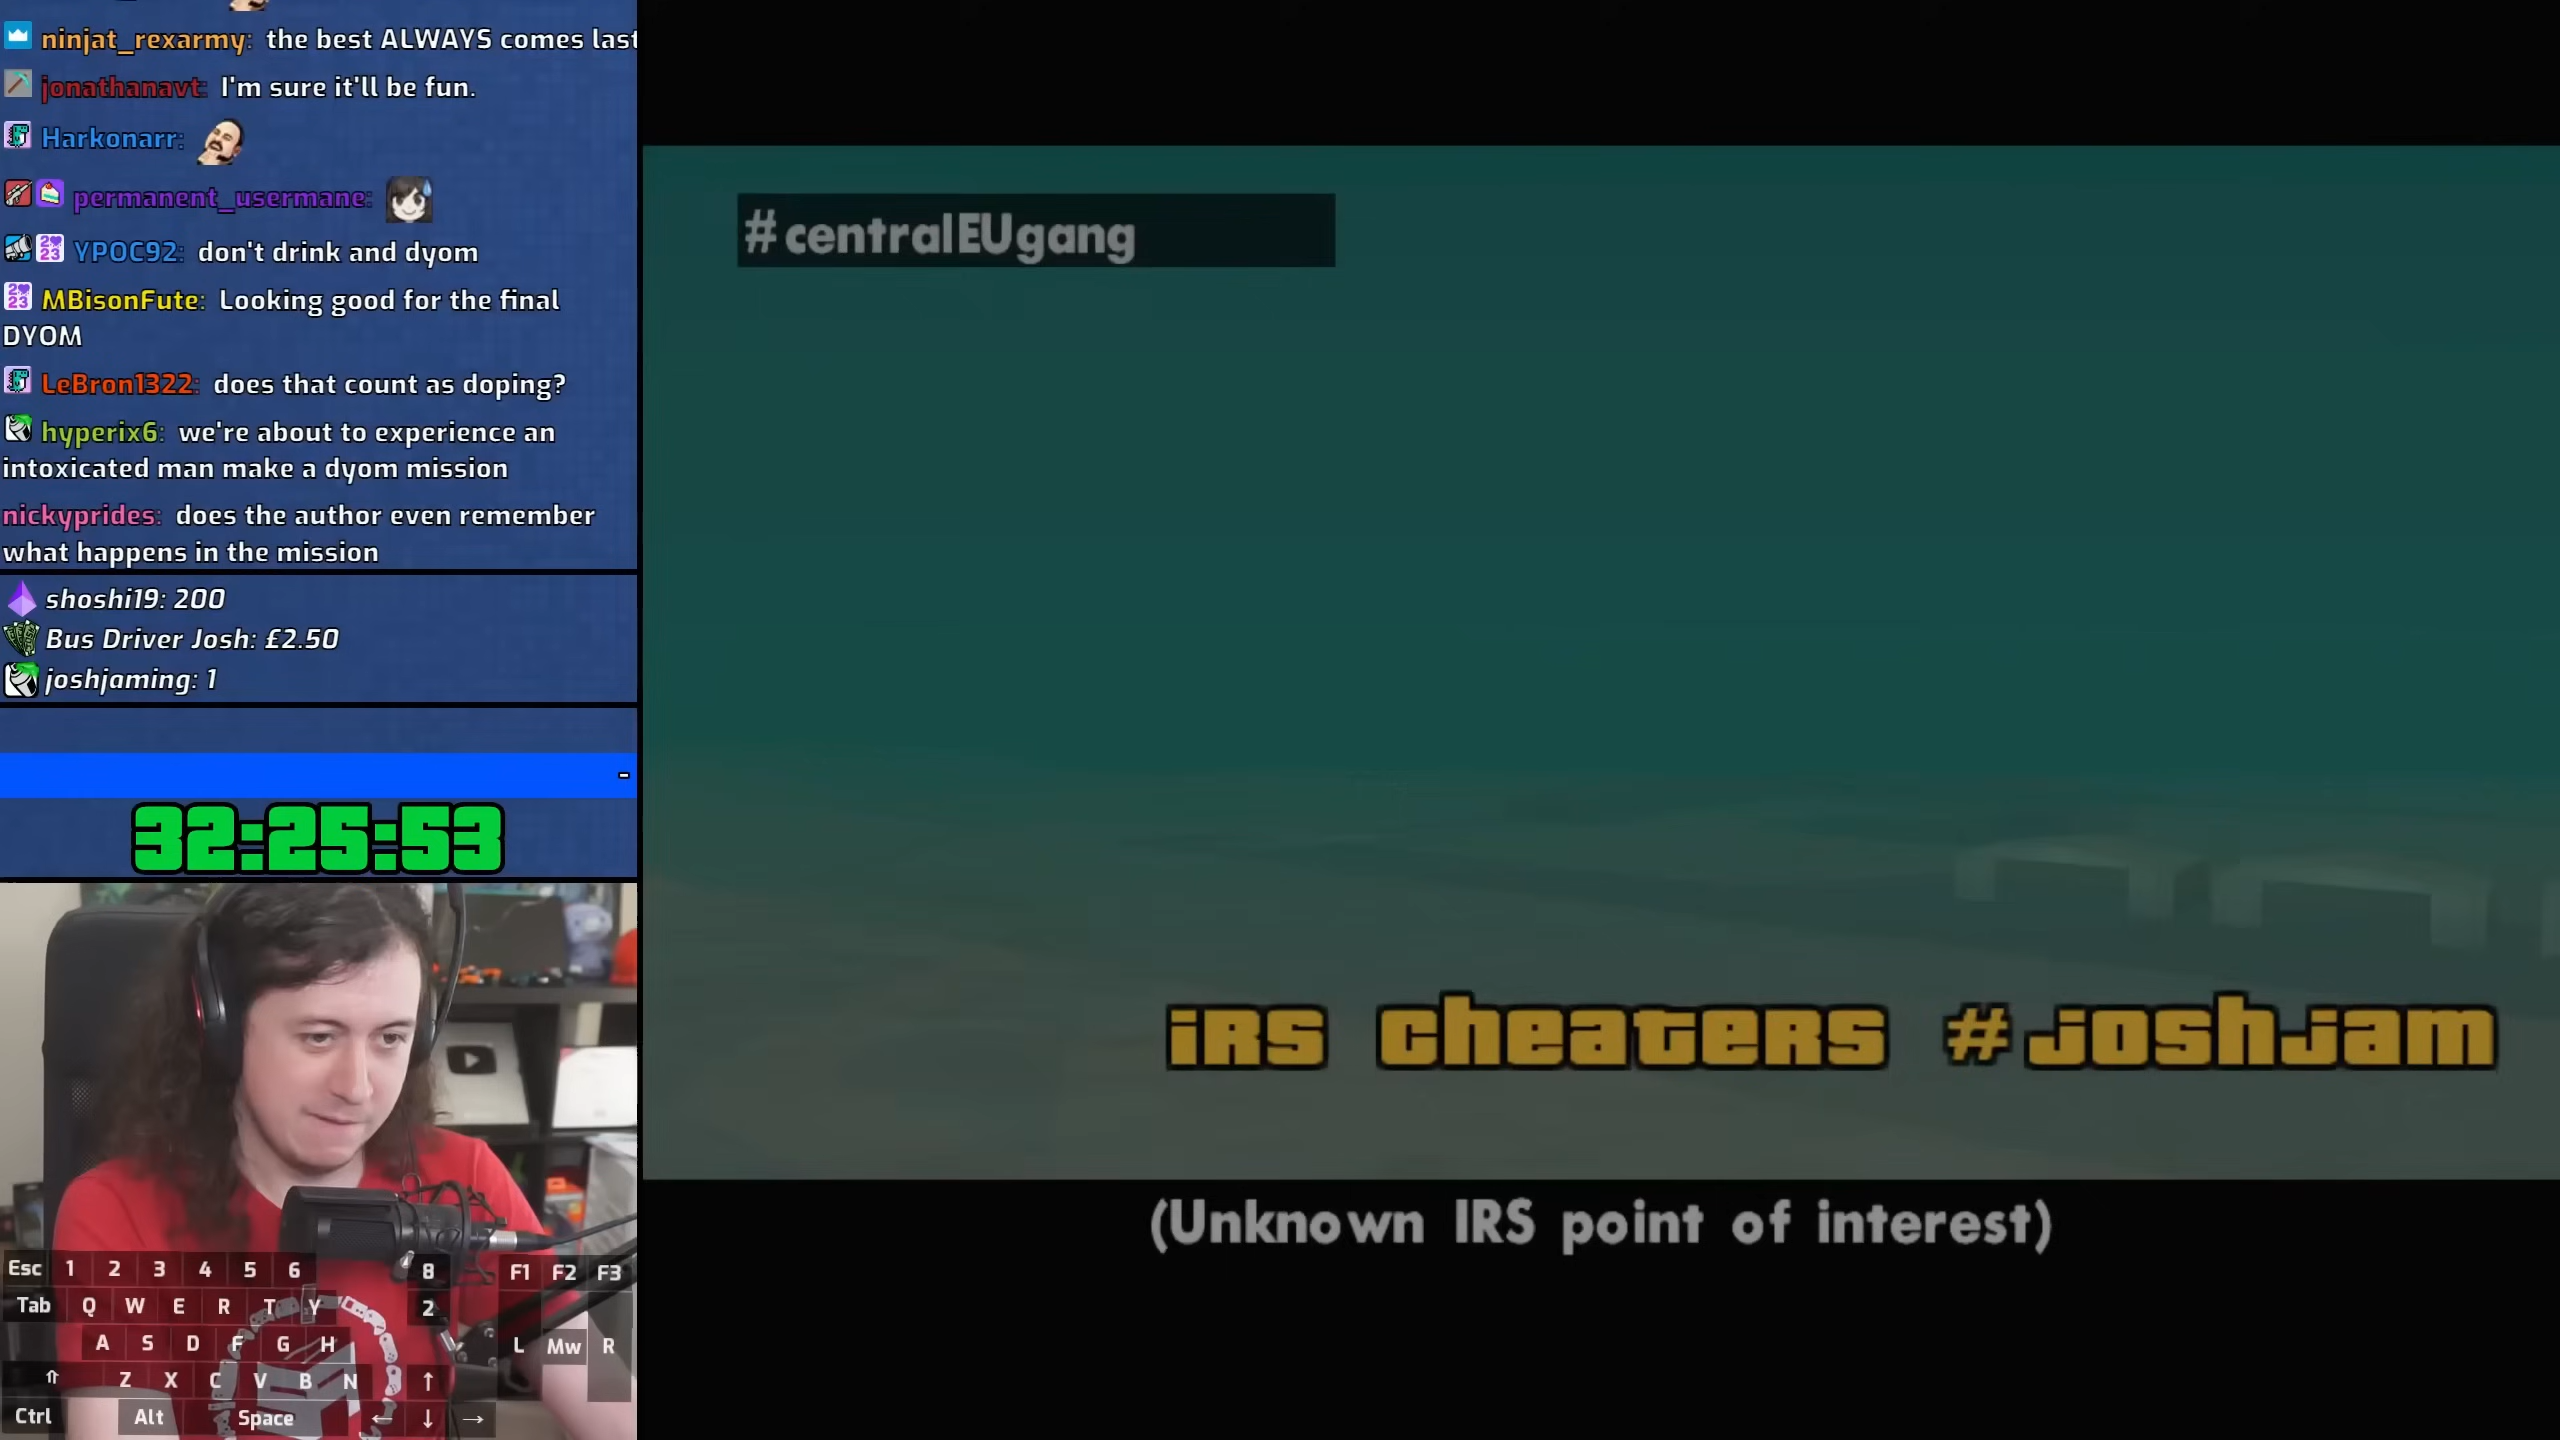 ninjat_rexarmy: the best ALWAYS comes last
jonathanavt: I'm sure it'll be fun.
Harkonarr:
permanent_usermane:
YPOC92: don't drink and dyom
MBisonFute: Looking good for the final
DYOM
LeBron1322: does that count as doping?
hyperix6: we're about to experience an
intoxicated man make a dyom mission
nickyprides: does the author even remember
what happens in the mission
shoshi19: 200
Bus Driver Josh: £2.50
joshjaming: 1
-
32:25:53
Esc 1 2 3 4 5 6 8 F1 F2 F3
Tab Q W E R T Y 2
A S D F G H L Mw R
⇧ Z X C V B N ↑
Ctrl Alt Space ← ↓ →
#centralEUgang
iRS cheaters #joshjam
(Unknown IRS point of interest)